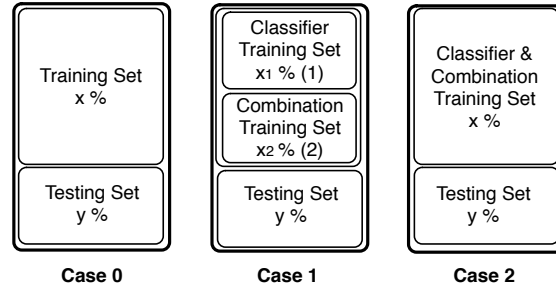 Training Set
x %
Testing Set
y %
Case 0
Classifier
Training Set
x1 % (1)
Combination
Training Set
x2 % (2)
Testing Set
y %
Case 1
Classifier &
Combination
Training Set
x %
Testing Set
y %
Case 2